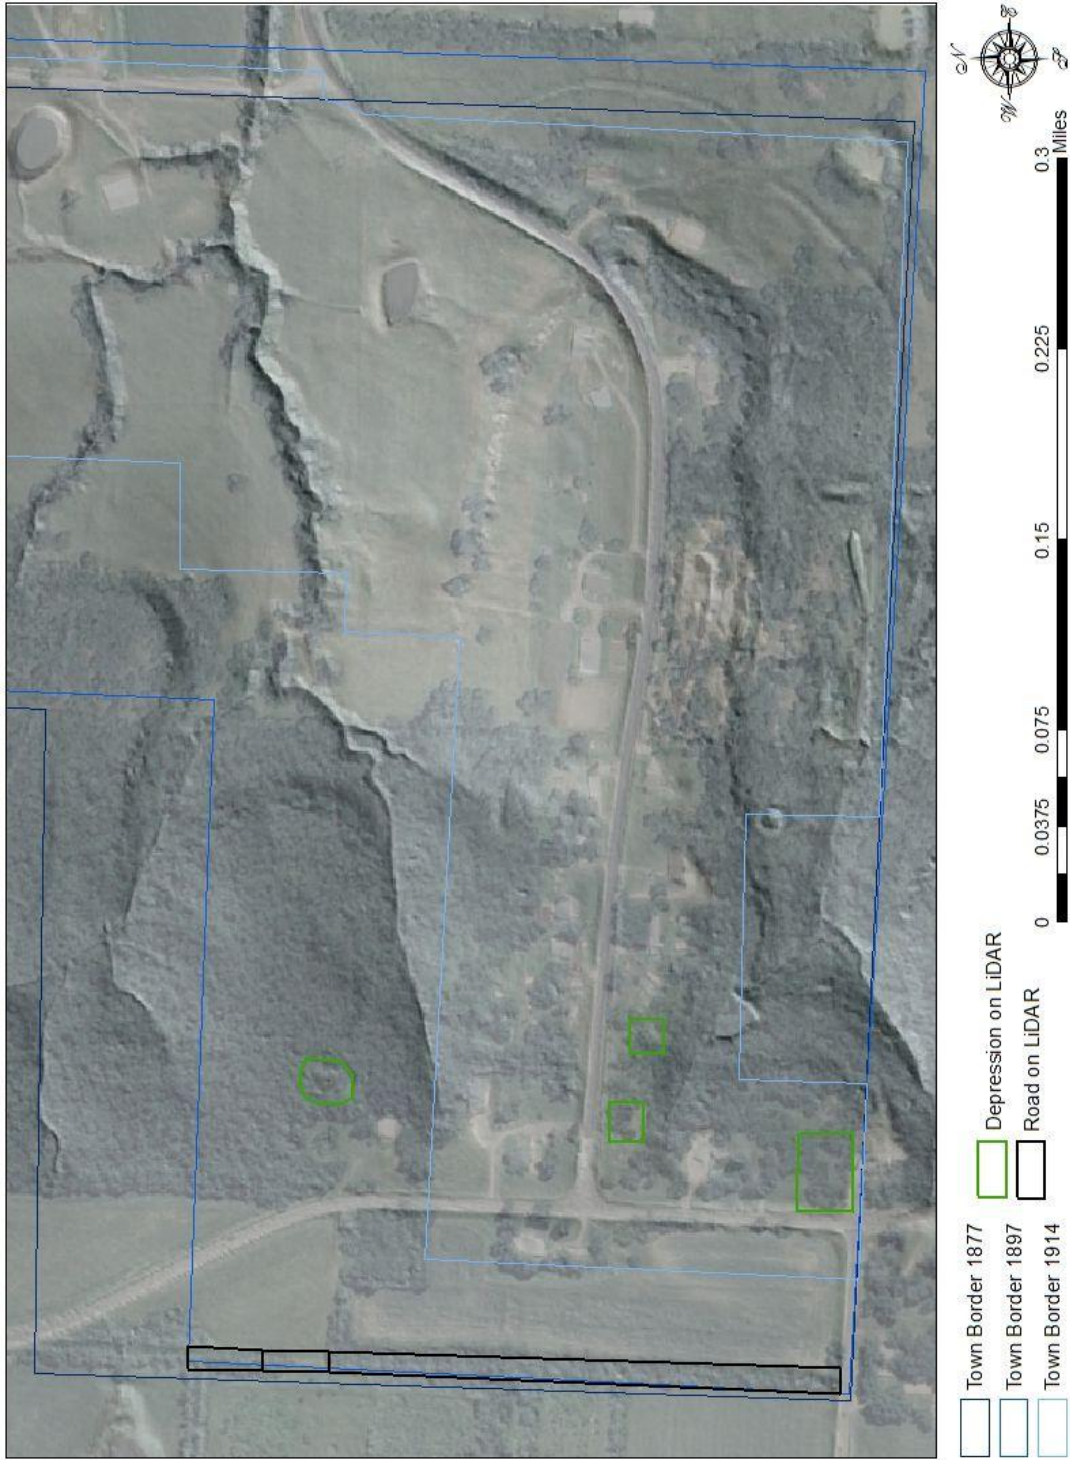 Town Border 1877
Town Border 1897
Town Border 1914
Depression on LiDAR
Road on LiDAR
0 0.0375 0.075 0.15 0.225 0.3
Miles
N
E
S
W